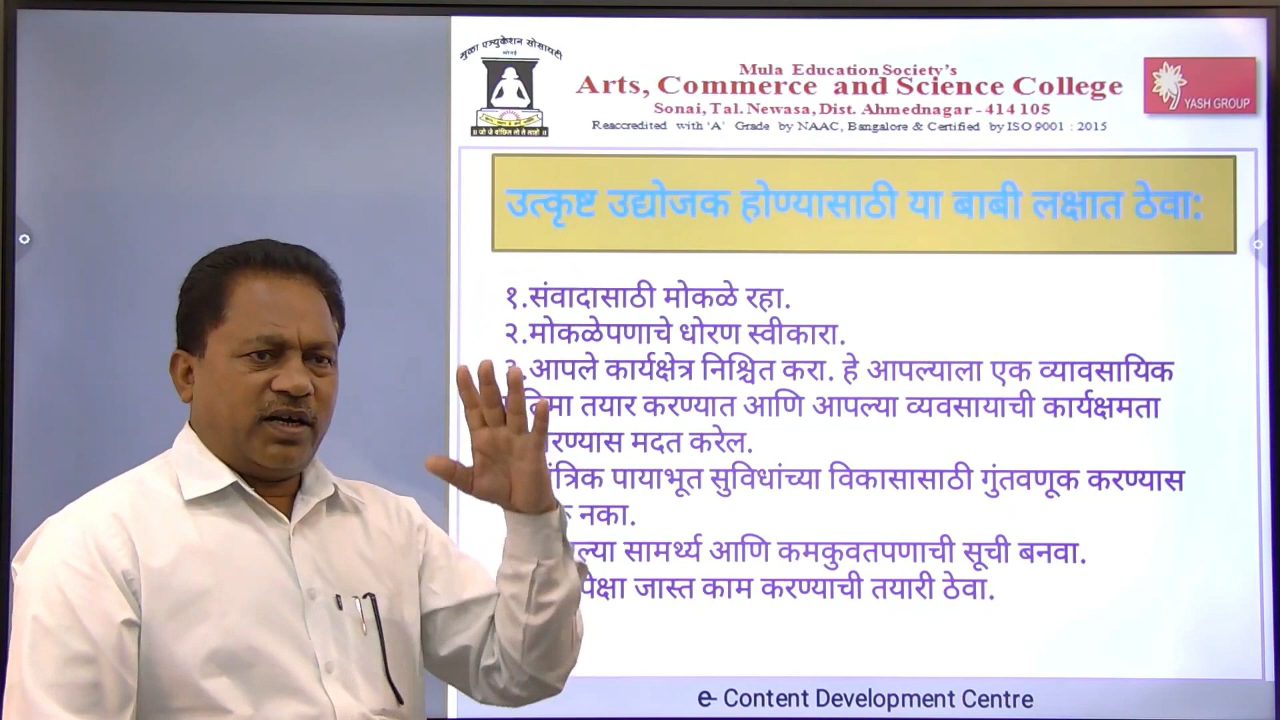 मुळा एज्युकेशन सोसायटी
सोनई
॥ जो जे वांछिल तो ते लाहो ॥
Mula Education Society's
Arts, Commerce and Science College
Sonai, Tal. Newasa, Dist. Ahmednagar - 414 105
Reaccredited with 'A' Grade by NAAC, Bangalore & Certified by ISO 9001 : 2015
YASH GROUP
उत्कृष्ट उद्योजक होण्यासाठी या बाबी लक्षात ठेवा:
१.संवादासाठी मोकळे रहा.
२.मोकळेपणाचे धोरण स्वीकारा.
आपले कार्यक्षेत्र निश्चित करा. हे आपल्याला एक व्यावसायिक
तयार करण्यात आणि आपल्या व्यवसायाची कार्यक्षमता
मदत करेल.
पायाभूत सुविधांच्या विकासासाठी गुंतवणूक करण्यास
नका.
सामर्थ्य आणि कमकुवतपणाची सूची बनवा.
जास्त काम करण्याची तयारी ठेवा.
e- Content Development Centre